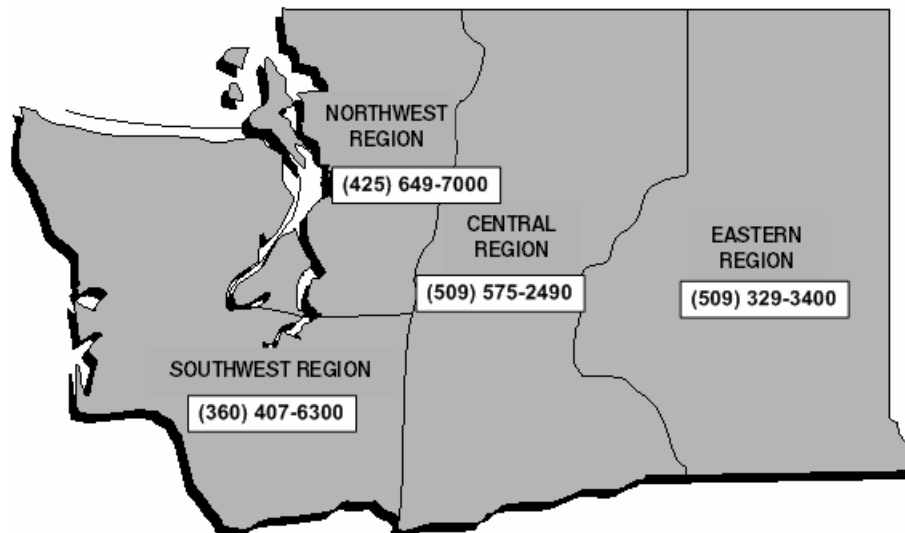 NORTHWEST
REGION
(425) 649-7000
CENTRAL
REGION
(509) 575-2490
EASTERN
REGION
(509) 329-3400
SOUTHWEST REGION
(360) 407-6300